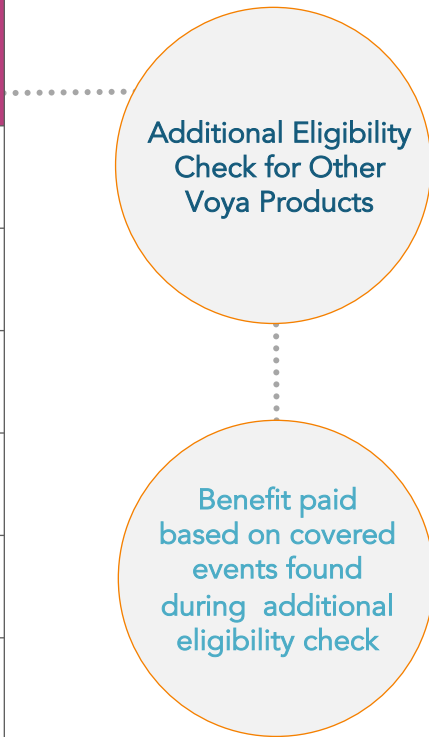 Additional Eligibility
Check for Other
Voya Products
Benefit paid
based on covered
events found
during  additional
eligibility check